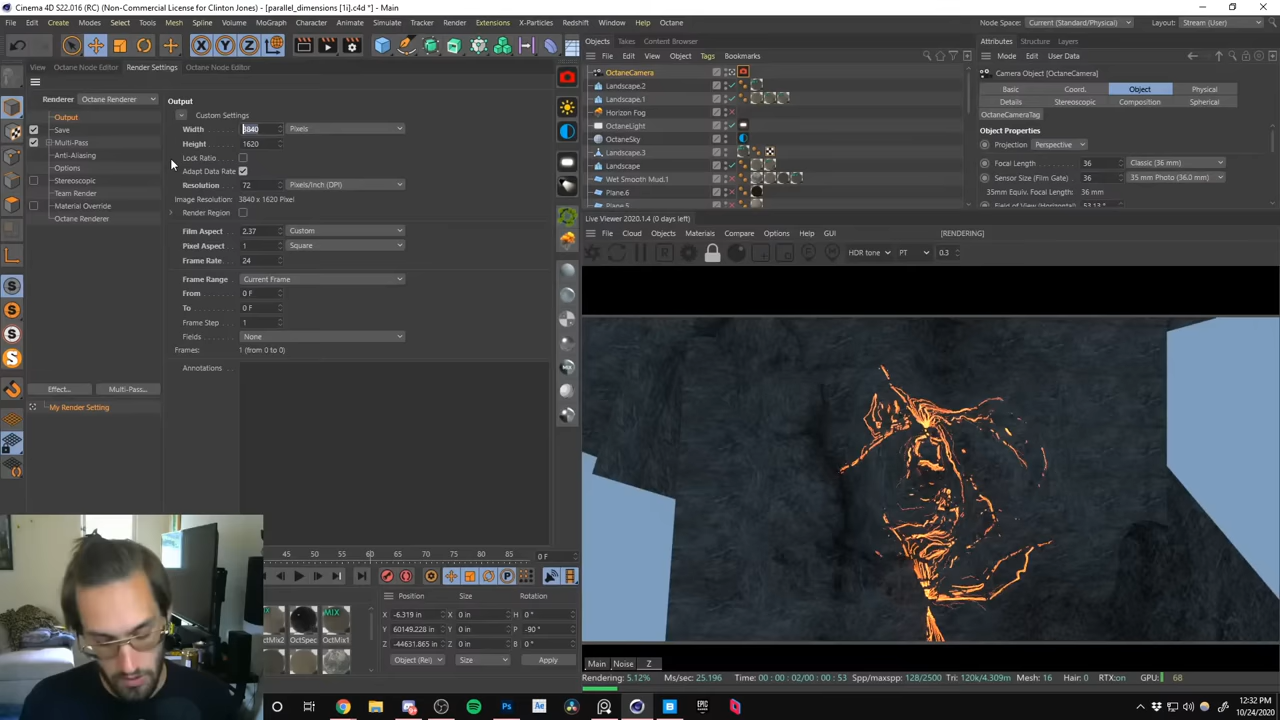 Cinema 4D S22.016 (RC) (Non-Commercial License for Clinton Jones) - [parallel_dimensions [1i].c4d *] - Main
File Create Modes Select Tools Mesh Spline Volume MoGraph Character Animate Simulate Tracker Render Extensions X-Particles Redshift Window Help Octane
Node Space: Current (Standard/Physical) Layout: Stream (User)
X Y Z
Objects Takes Content Browser
Attributes Structure Layers
File Edit View Object Tags Bookmarks
Mode Edit User Data
View Octane Node Editor Render Settings Octane Node Editor
OctaneCamera
Landscape.2
Landscape.1
Horizon Fog
OctaneLight
OctaneSky
Landscape.3
Landscape
Wet Smooth Mud.1
Plane.6
Plane.5
Camera Object [OctaneCamera]
Basic Coord. Object Physical
Details Stereoscopic Composition Spherical
OctaneCameraTag
Object Properties
Projection Perspective
Focal Length 36 Classic (36 mm)
Sensor Size (Film Gate) 36 35 mm Photo (36.0 mm)
35mm Equiv. Focal Length: 36 mm
Field of View (Horizontal) 53.13 °
Renderer Octane Renderer
Output
Save
Multi-Pass
Anti-Aliasing
Options
Stereoscopic
Team Render
Material Override
Octane Renderer
Effect... Multi-Pass...
My Render Setting
Output
Custom Settings
Width 3840 Pixels
Height 1620
Lock Ratio
Adapt Data Rate
Resolution 72 Pixels/Inch (DPI)
Image Resolution: 3840 x 1620 Pixel
Render Region
Film Aspect 2.37 Custom
Pixel Aspect 1 Square
Frame Rate 24
Frame Range Current Frame
From 0 F
To 0 F
Frame Step 1
Fields None
Frames: 1 (from 0 to 0)
Annotations
Live Viewer 2020.1.4 (0 days left)
File Cloud Objects Materials Compare Options Help GUI [RENDERING]
HDR tone PT 0.3
45 50 55 60 65 70 75 80 85 0 F
OctMix2 OctSpec OctMix1
MIX
Position Size Rotation
X -6.319 in 0 in H 0 °
Y 60149.228 in 0 in P -90 °
Z -44631.865 in 0 in B 0 °
Object (Rel) Size Apply
Main Noise Z
Rendering: 5.12% Ms/sec: 25.196 Time: 00 : 00 : 02 / 00 : 00 : 53 Spp/maxspp: 128/2500 Tri: 120k/4.309m Mesh: 16 Hair: 0 RTX:on GPU: 68
12:32 PM
10/24/2020